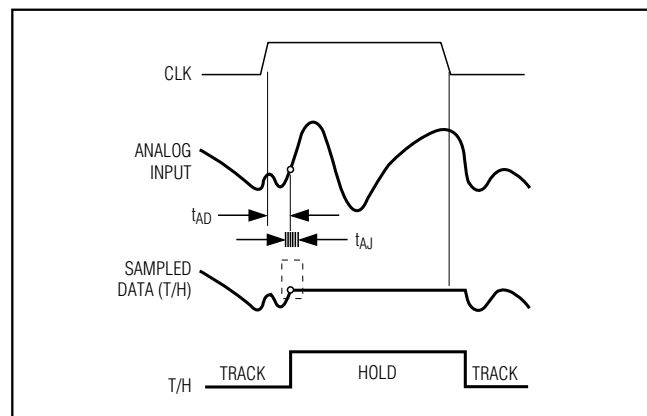 CLK
ANALOG
INPUT
tAD
tAJ
SAMPLED
DATA (T/H)
T/H
TRACK
HOLD
TRACK